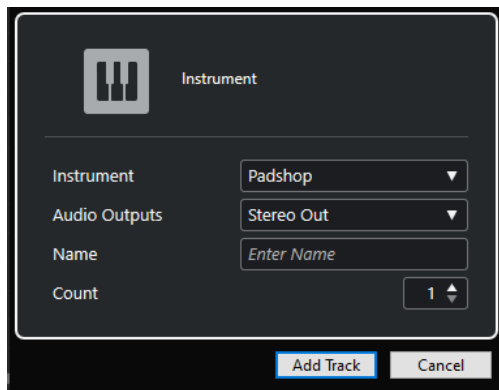 Instrument
Instrument Padshop
Audio Outputs Stereo Out
Name Enter Name
Count 1
Add Track Cancel